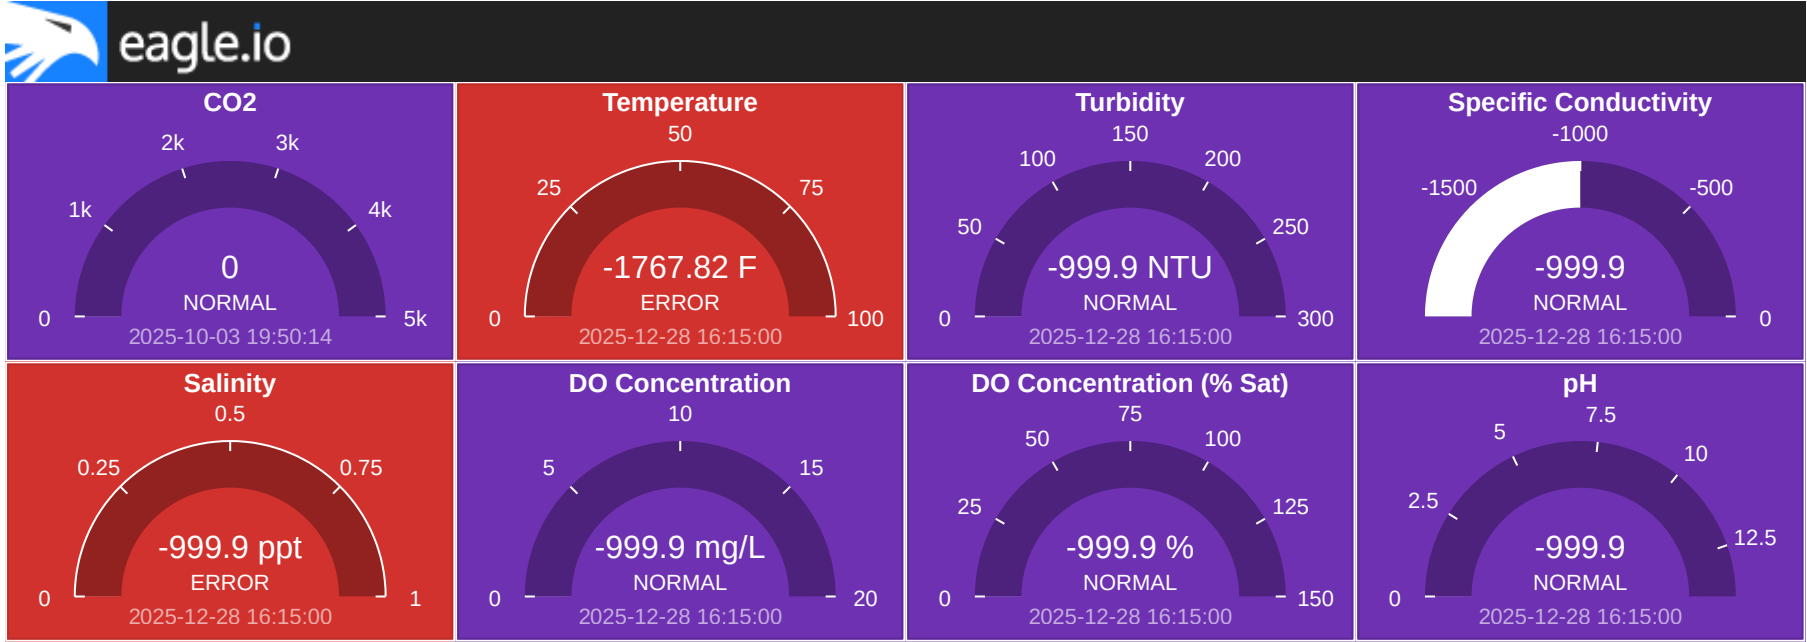 eagle.io
CO2
2k
3k
1k
4k
0
NORMAL
0
5k
2025-10-03 19:50:14
Temperature
50
25
75
-1767.82 F
ERROR
0
100
2025-12-28 16:15:00
Turbidity
150
100
200
50
250
-999.9 NTU
NORMAL
0
300
2025-12-28 16:15:00
Specific Conductivity
-1000
-1500
-500
-999.9
NORMAL
0
2025-12-28 16:15:00
Salinity
0.5
0.25
0.75
-999.9 ppt
ERROR
0
1
2025-12-28 16:15:00
DO Concentration
10
5
15
-999.9 mg/L
NORMAL
0
20
2025-12-28 16:15:00
DO Concentration (% Sat)
75
50
100
25
125
-999.9 %
NORMAL
0
150
2025-12-28 16:15:00
pH
7.5
5
10
2.5
12.5
-999.9
NORMAL
0
2025-12-28 16:15:00